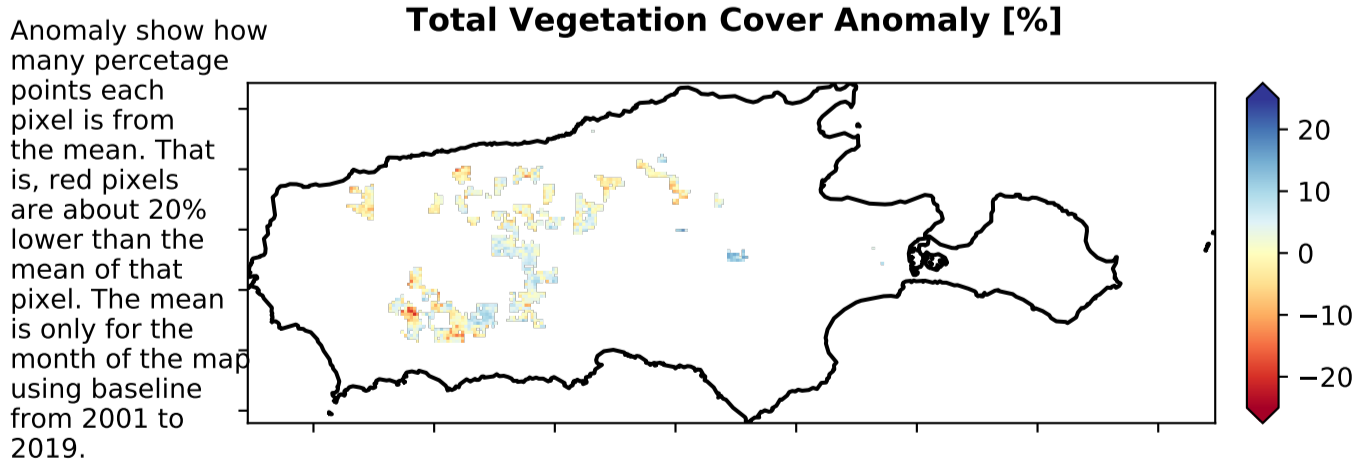 Total Vegetation Cover Anomaly [%]
Anomaly show how
many percetage
points each
pixel is from
the mean. That
is, red pixels
are about 20%
lower than the
mean of that
pixel. The mean
is only for the
month of the map
using baseline
from 2001 to
2019.
20
10
0
−10
−20